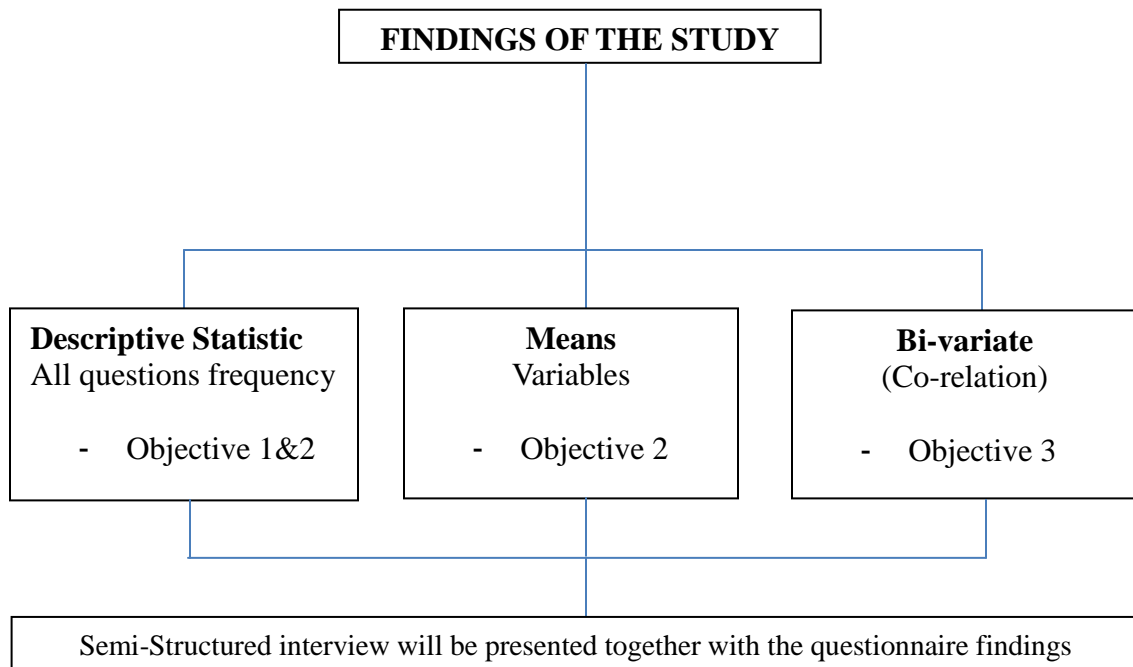 FINDINGS OF THE STUDY
Descriptive Statistic
All questions frequency
- Objective 1&2
Means
Variables
- Objective 2
Bi-variate
(Co-relation)
- Objective 3
Semi-Structured interview will be presented together with the questionnaire findings